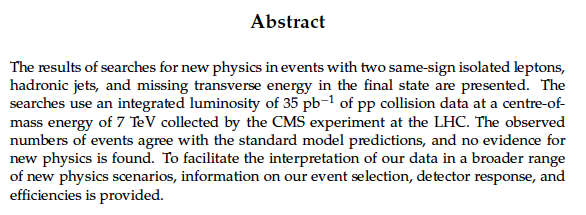 Abstract
The results of searches for new physics in events with two same-sign isolated leptons,
hadronic jets, and missing transverse energy in the final state are presented. The
searches use an integrated luminosity of 35 pb⁻¹ of pp collision data at a centre-of-
mass energy of 7 TeV collected by the CMS experiment at the LHC. The observed
numbers of events agree with the standard model predictions, and no evidence for
new physics is found. To facilitate the interpretation of our data in a broader range
of new physics scenarios, information on our event selection, detector response, and
efficiencies is provided.